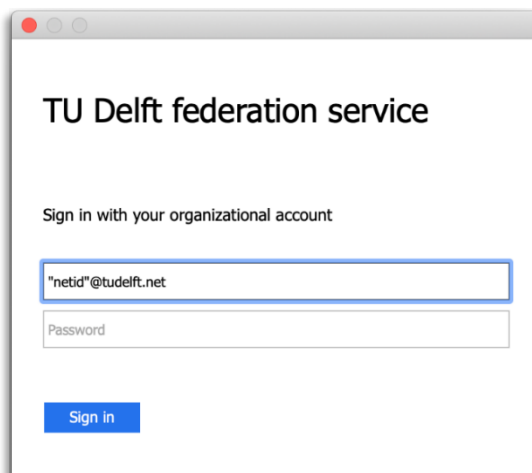 TU Delft federation service
Sign in with your organizational account
"netid"@tudelft.net
Password
Sign in